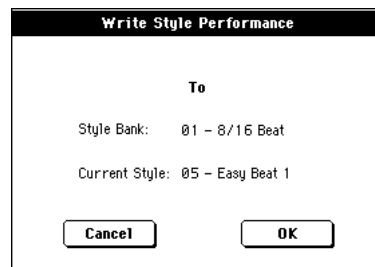 Write Style Performance
To
Style Bank: 01 - 8/16 Beat
Current Style: 05 - Easy Beat 1
Cancel OK